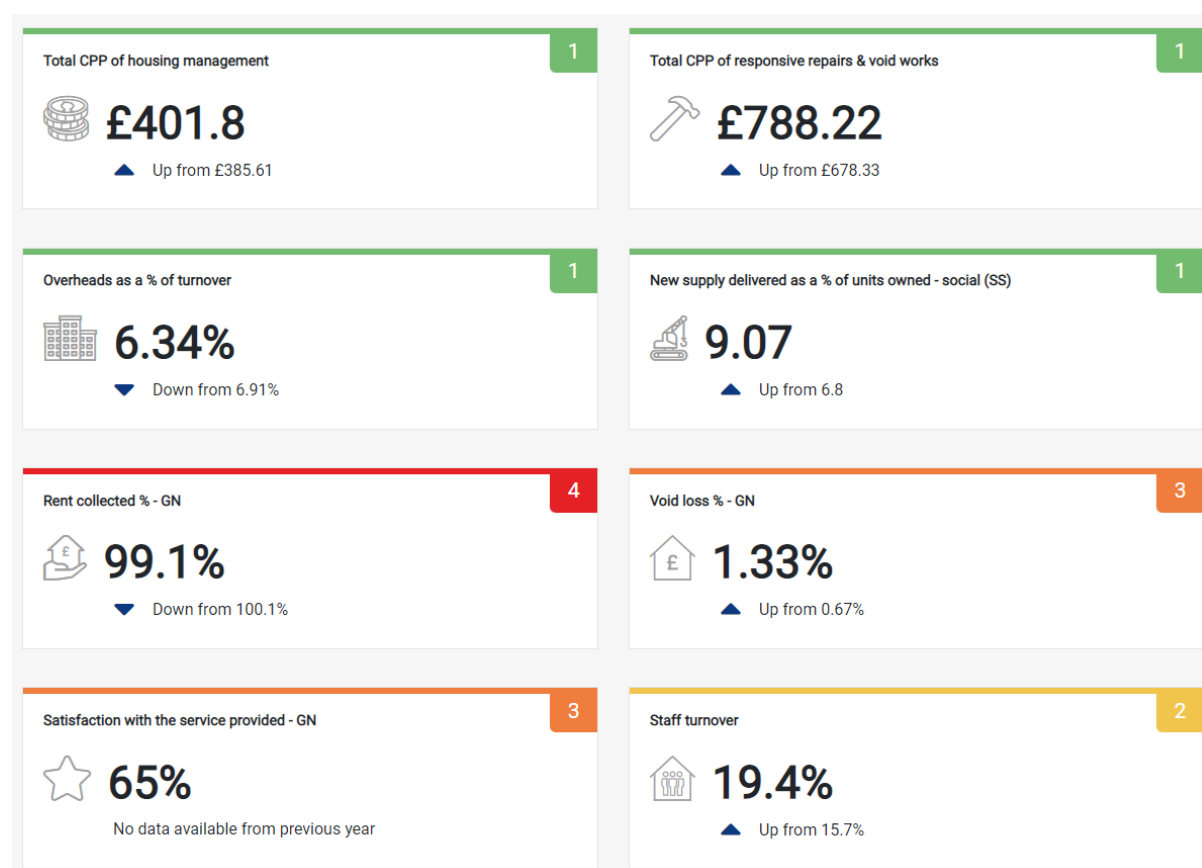 Total CPP of housing management
1
£401.8
Up from £385.61
Total CPP of responsive repairs & void works
1
£788.22
Up from £678.33
Overheads as a % of turnover
1
6.34%
Down from 6.91%
New supply delivered as a % of units owned - social (SS)
1
9.07
Up from 6.8
Rent collected % - GN
4
£
99.1%
Down from 100.1%
Void loss % - GN
3
£
1.33%
Up from 0.67%
Satisfaction with the service provided - GN
3
65%
No data available from previous year
Staff turnover
2
19.4%
Up from 15.7%